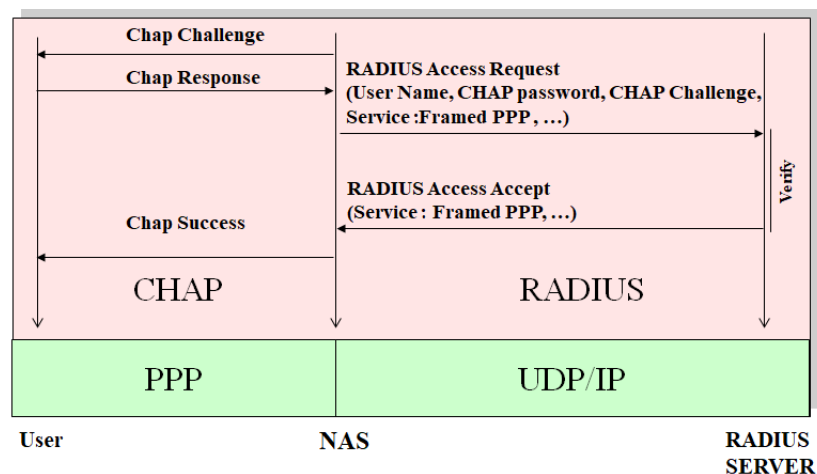 Chap Challenge
Chap Response
RADIUS Access Request
(User Name, CHAP password, CHAP Challenge,
Service :Framed PPP , …)
Verify
RADIUS Access Accept
(Service : Framed PPP, …)
Chap Success
CHAP
RADIUS
PPP
UDP/IP
User
NAS
RADIUS
SERVER